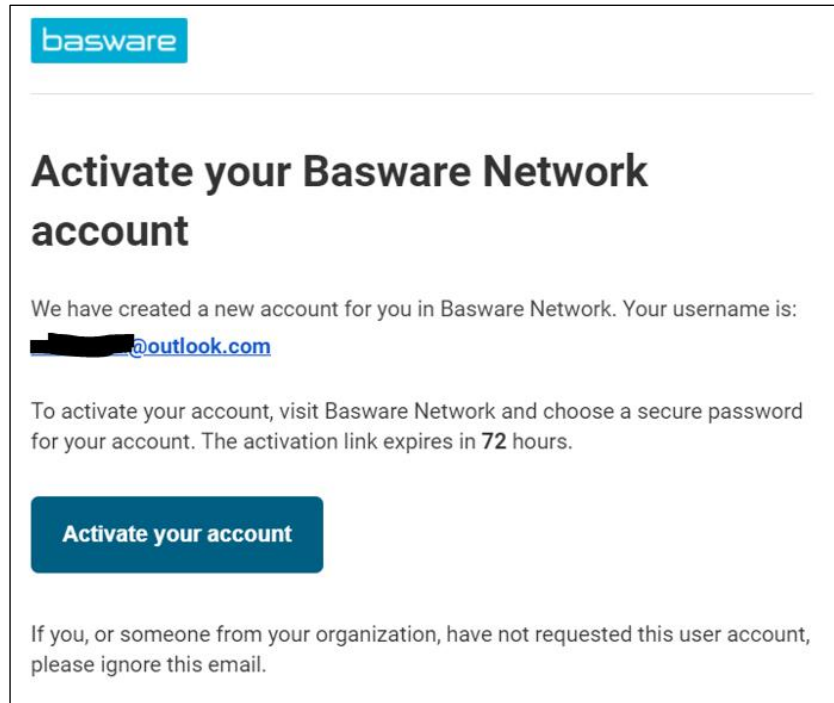 basware
Activate your Basware Network
account
We have created a new account for you in Basware Network. Your username is:
@outlook.com
To activate your account, visit Basware Network and choose a secure password
for your account. The activation link expires in 72 hours.
Activate your account
If you, or someone from your organization, have not requested this user account,
please ignore this email.